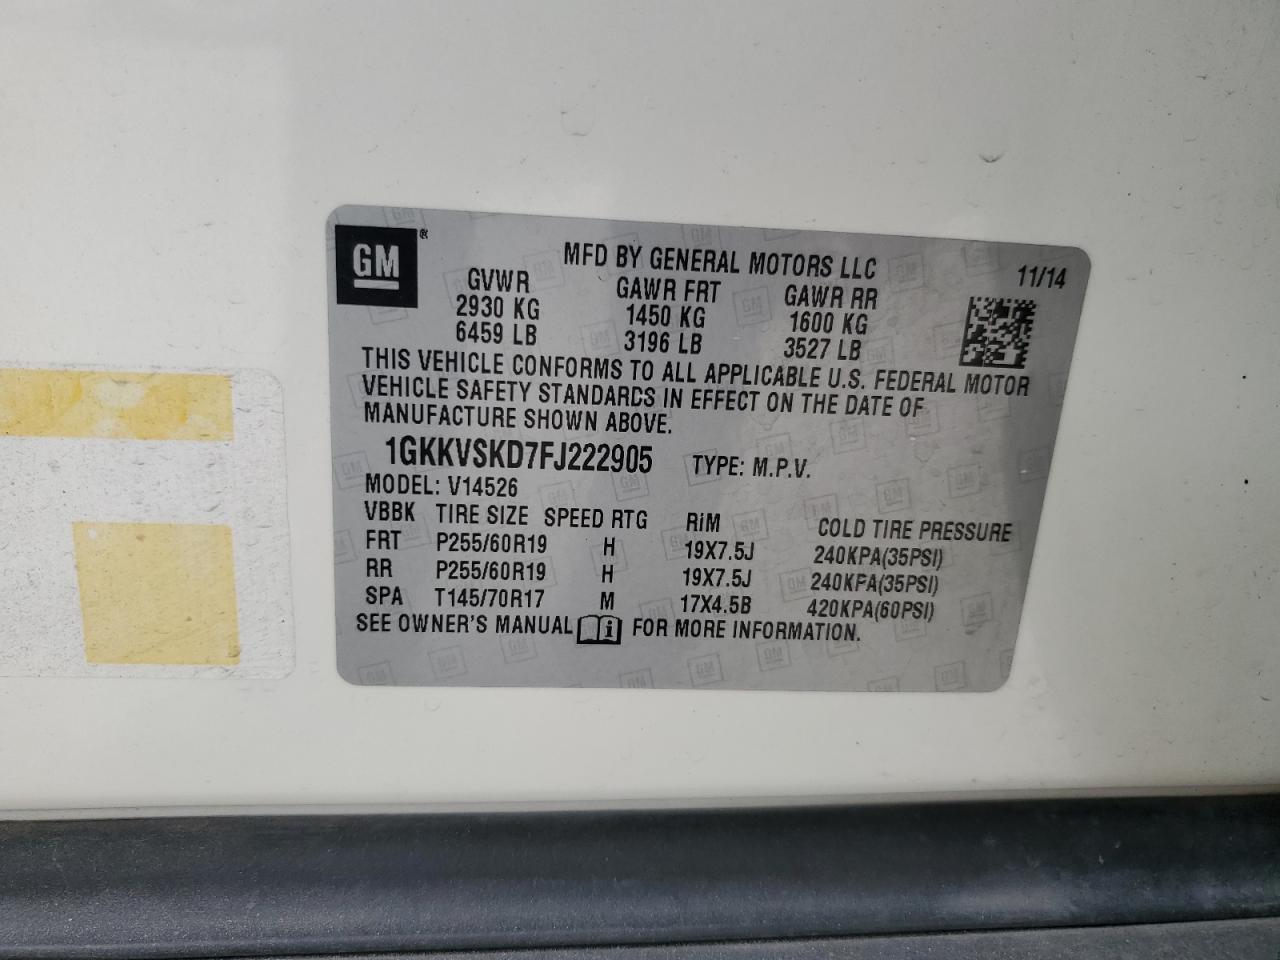 GM®
MFD BY GENERAL MOTORS LLC
11/14
GVWR GAWR FRT GAWR RR
2930 KG 1450 KG 1600 KG
6459 LB 3196 LB 3527 LB
THIS VEHICLE CONFORMS TO ALL APPLICABLE U.S. FEDERAL MOTOR
VEHICLE SAFETY STANDARDS IN EFFECT ON THE DATE OF
MANUFACTURE SHOWN ABOVE.
1GKKVSKD7FJ222905 TYPE: M.P.V.
MODEL: V14526
VBBK TIRE SIZE SPEED RTG RiM COLD TIRE PRESSURE
FRT P255/60R19 H 19X7.5J 240KPA(35PSI)
RR P255/60R19 H 19X7.5J 240KPA(35PSI)
SPA T145/70R17 M 17X4.5B 420KPA(60PSI)
SEE OWNER'S MANUAL i FOR MORE INFORMATION.